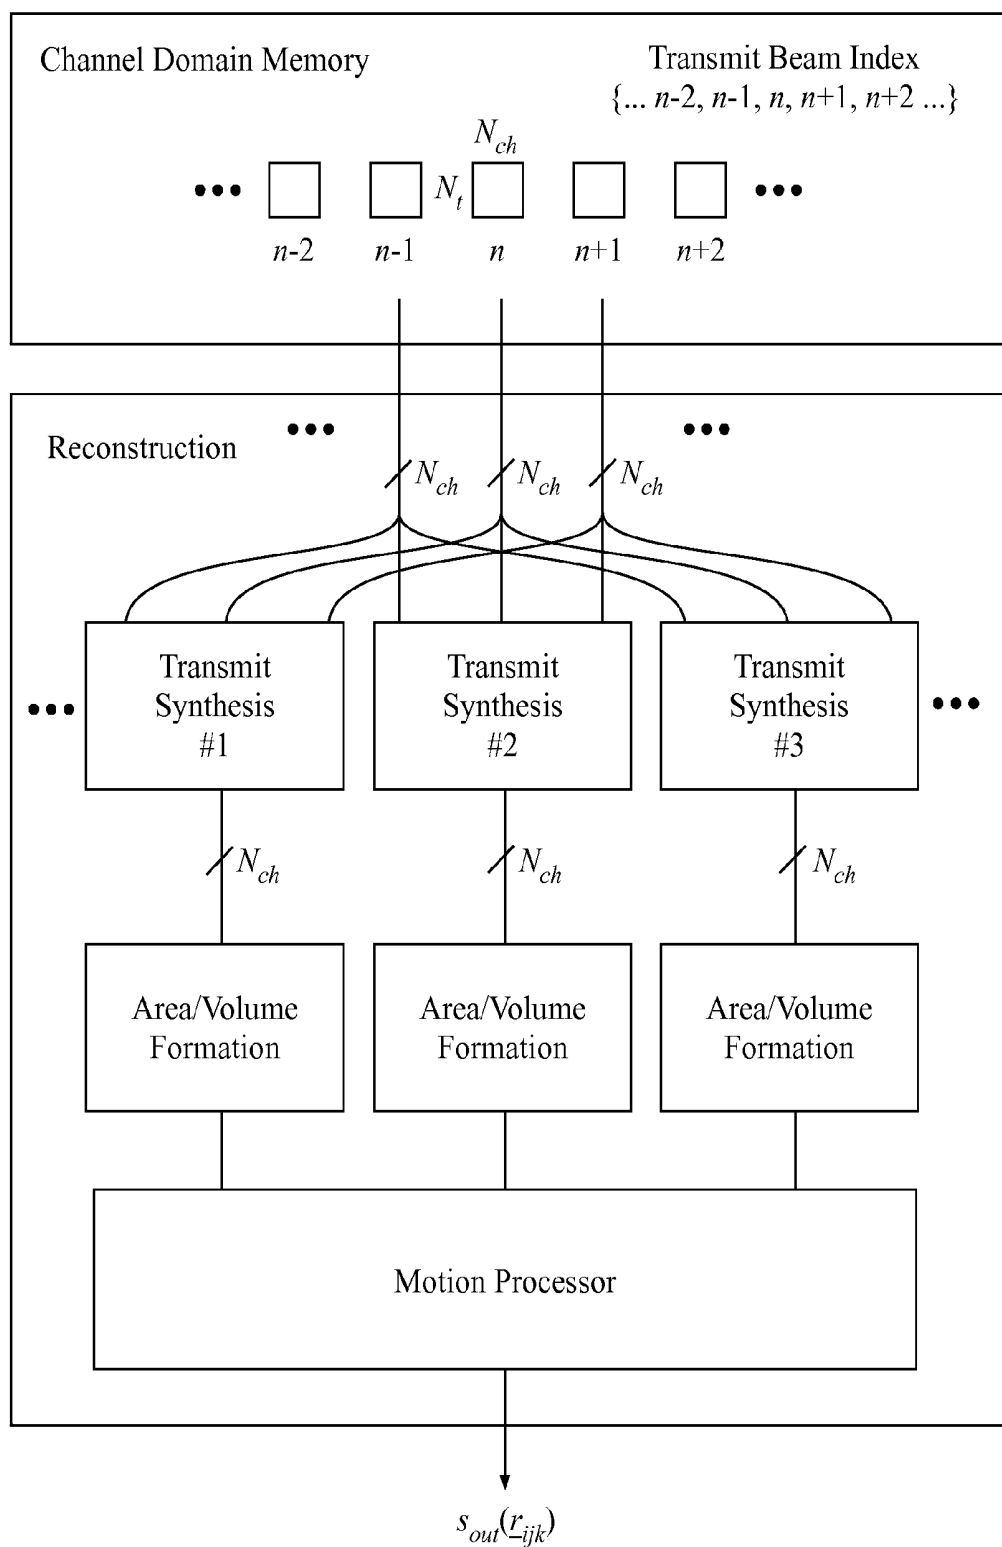 Channel Domain Memory
Transmit Beam Index
{... n-2, n-1, n, n+1, n+2 ...}
N_ch
N_t
n-2 n-1 n n+1 n+2
Reconstruction
N_ch N_ch N_ch
Transmit
Synthesis
#1
Transmit
Synthesis
#2
Transmit
Synthesis
#3
N_ch N_ch N_ch
Area/Volume
Formation
Area/Volume
Formation
Area/Volume
Formation
Motion Processor
s_out(r_ijk)